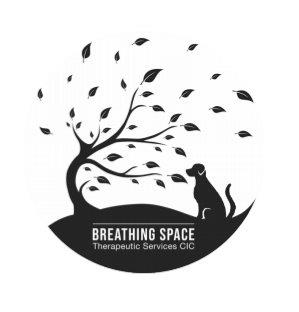 BREATHING SPACE
Therapeutic Services CIC